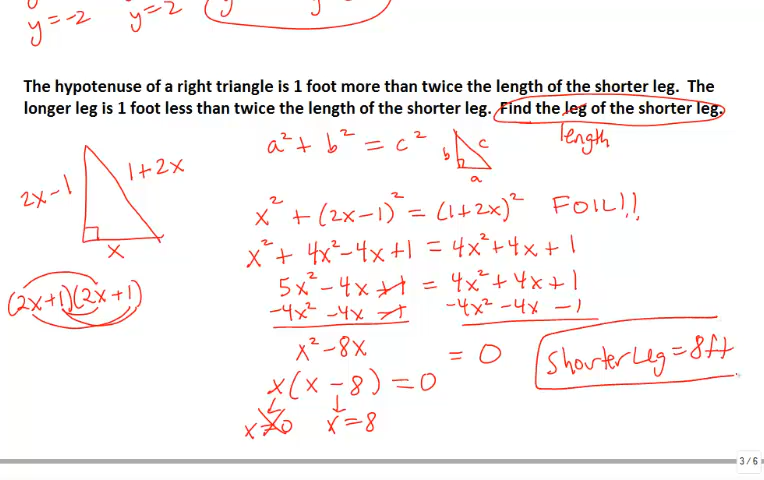 y = -2 y = 2 y y
The hypotenuse of a right triangle is 1 foot more than twice the length of the shorter leg. The
longer leg is 1 foot less than twice the length of the shorter leg. Find the leg of the shorter leg.
length
a² + b² = c² b c a
2x-1 1+2x x
x² + (2x-1)² = (1+2x)² FOIL!!
x² + 4x² - 4x + 1 = 4x² + 4x + 1
(2x+1)(2x+1)
5x² - 4x + 1 = 4x² + 4x + 1
-4x² - 4x - 1 -4x² - 4x - 1
x² - 8x = 0
Shorter Leg = 8 ft
x(x - 8) = 0
x = 0 x = 8
3/6